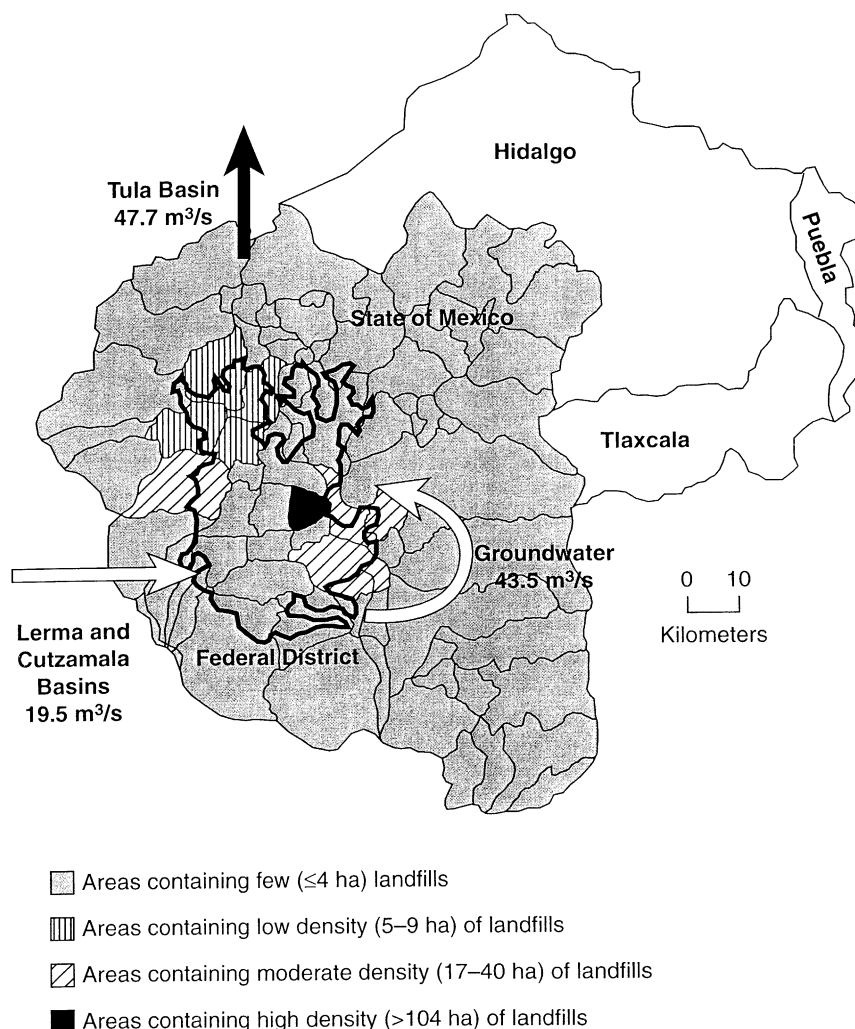 Hidalgo
Tula Basin
47.7 m³/s
Puebla
State of Mexico
Tlaxcala
Groundwater
43.5 m³/s
0 10
Kilometers
Lerma and
Cutzamala
Basins
19.5 m³/s
Federal District
Areas containing few (≤4 ha) landfills
Areas containing low density (5–9 ha) of landfills
Areas containing moderate density (17–40 ha) of landfills
Areas containing high density (>104 ha) of landfills